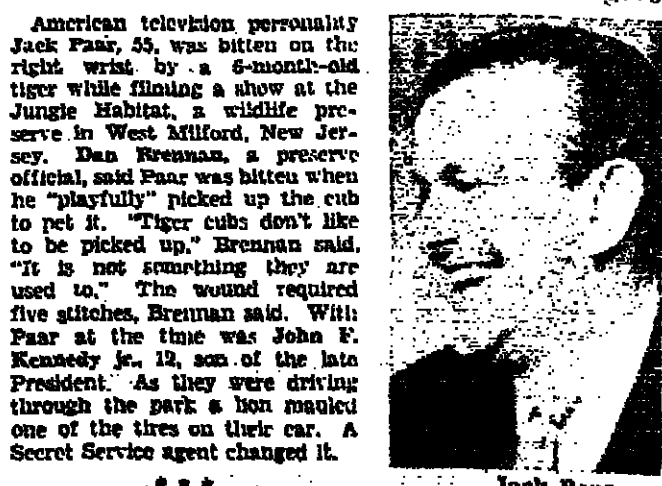 American television personality
Jack Paar, 55, was bitten on the
right wrist by a 6-month-old
tiger while filming a show at the
Jungle Habitat, a wildlife pre-
serve in West Milford, New Jer-
sey. Dan Brennan, a preserve
official, said Paar was bitten when
he "playfully" picked up the cub
to pet it. "Tiger cubs don't like
to be picked up," Brennan said.
"It is not something they are
used to." The wound required
five stitches, Brennan said. With
Paar at the time was John F.
Kennedy jr., 12, son of the late
President. As they were driving
through the park a lion mauled
one of the tires on their car. A
Secret Service agent changed it.
* * *
Jack Paar